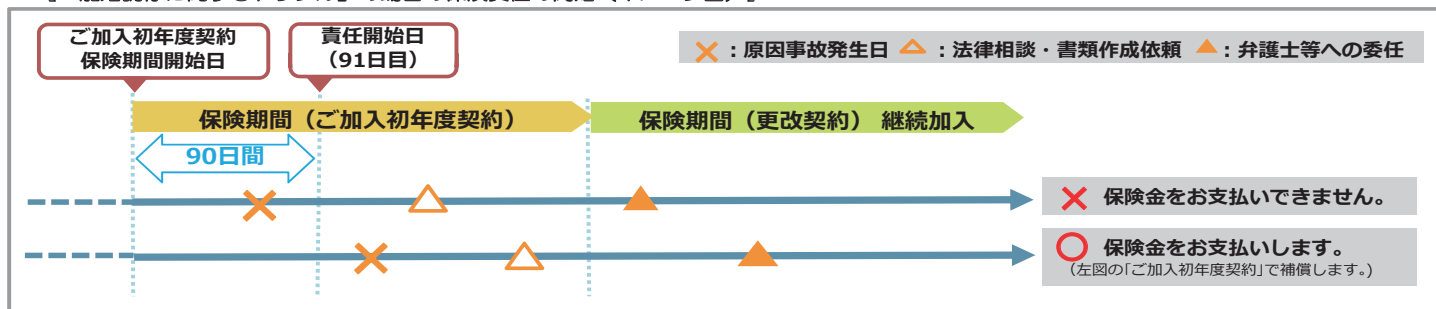 ご加入初年度契約
保険期間開始日
責任開始日
（91日目）
：原因事故発生日
：法律相談・書類作成依頼
：弁護士等への委任
保険期間（ご加入初年度契約）
保険期間（更改契約） 継続加入
90日間
保険金をお支払いできません。
保険金をお支払いします。
(左図の「ご加入初年度契約」で補償します。)